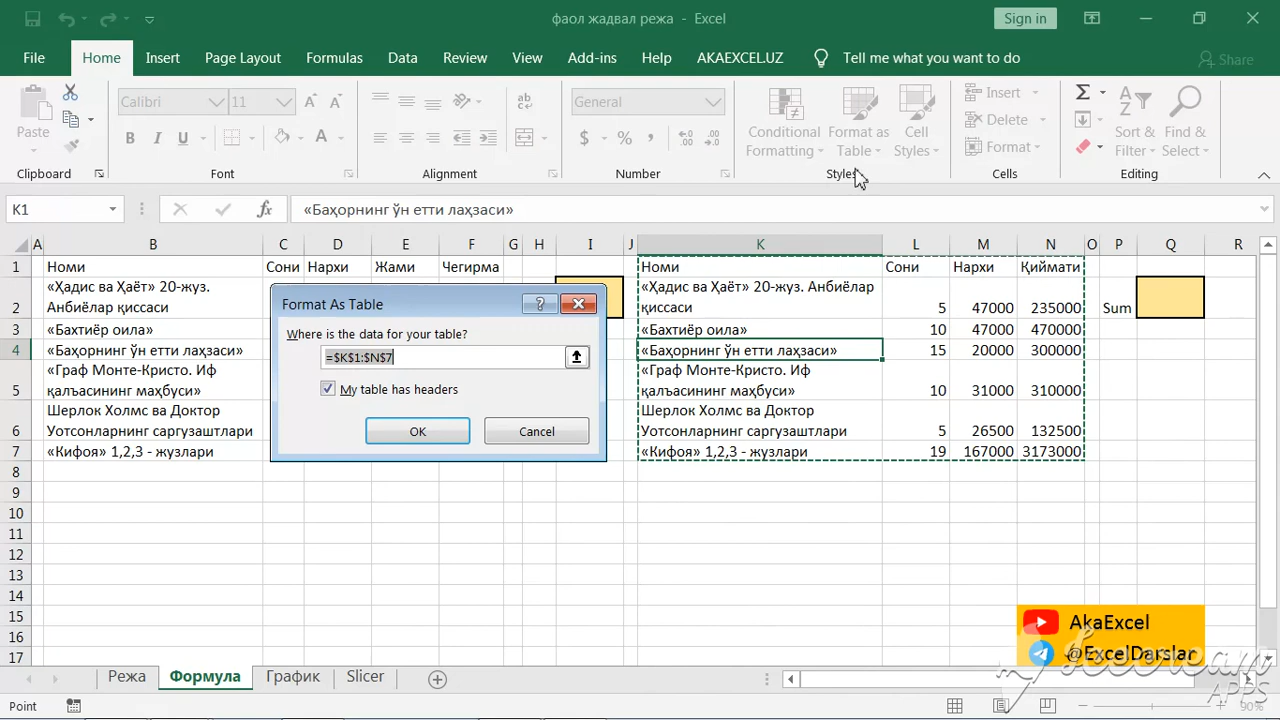 фаол жадвал режа - Excel
Sign in
File Home Insert Page Layout Formulas Data Review View Add-ins Help AKAEXCEL.UZ Tell me what you want to do Share
Paste
Calibri 11
B I U A
ab c
General
$ % ,
Conditional Formatting
Format as Table
Cell Styles
Insert
Delete
Format
Sort & Filter
Find & Select
Clipboard Font Alignment Number Styles Cells Editing
K1 fx «Баҳорнинг ўн етти лаҳзаси»
A B C D E F G H I J K L M N O P Q R
1 Номи Сони Нархи Жами Чегирма Номи Сони Нархи Қиймати
2 «Ҳадис ва Ҳаёт» 20-жуз. Анбиёлар қиссаси «Ҳадис ва Ҳаёт» 20-жуз. Анбиёлар қиссаси 5 47000 235000 Sum
3 «Бахтиёр оила» «Бахтиёр оила» 10 47000 470000
4 «Баҳорнинг ўн етти лаҳзаси» «Баҳорнинг ўн етти лаҳзаси» 15 20000 300000
5 «Граф Монте-Кристо. Иф қалъасининг маҳбуси» «Граф Монте-Кристо. Иф қалъасининг маҳбуси» 10 31000 310000
6 Шерлок Холмс ва Доктор Уотсонларнинг саргузаштлари Шерлок Холмс ва Доктор Уотсонларнинг саргузаштлари 5 26500 132500
7 «Кифоя» 1,2,3 - жузлари «Кифоя» 1,2,3 - жузлари 19 167000 3173000
8
9
10
11
12
13
14
15
16
17
Format As Table
Where is the data for your table?
=$K$1:$N$7
My table has headers
OK Cancel
AkaExcel
@ExcelDarslar
Icecream
APPS
Режа Формула График Slicer
Point 90%